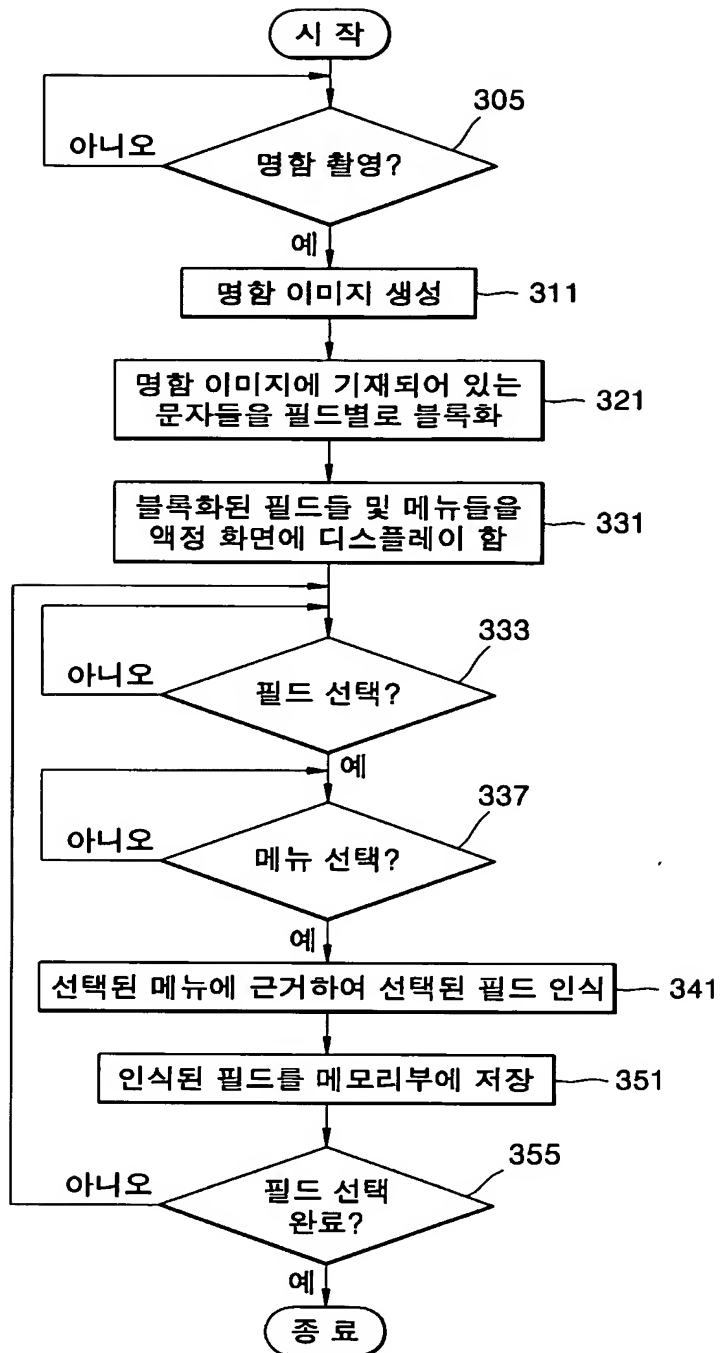 시 작
305
아니오
명함 촬영?
예
명함 이미지 생성
311
명함 이미지에 기재되어 있는
문자들을 필드별로 블록화
321
블록화된 필드들 및 메뉴들을
액정 화면에 디스플레이 함
331
333
아니오
필드 선택?
예
337
아니오
메뉴 선택?
예
선택된 메뉴에 근거하여 선택된 필드 인식
341
인식된 필드를 메모리부에 저장
351
355
아니오
필드 선택
완료?
예
종 료